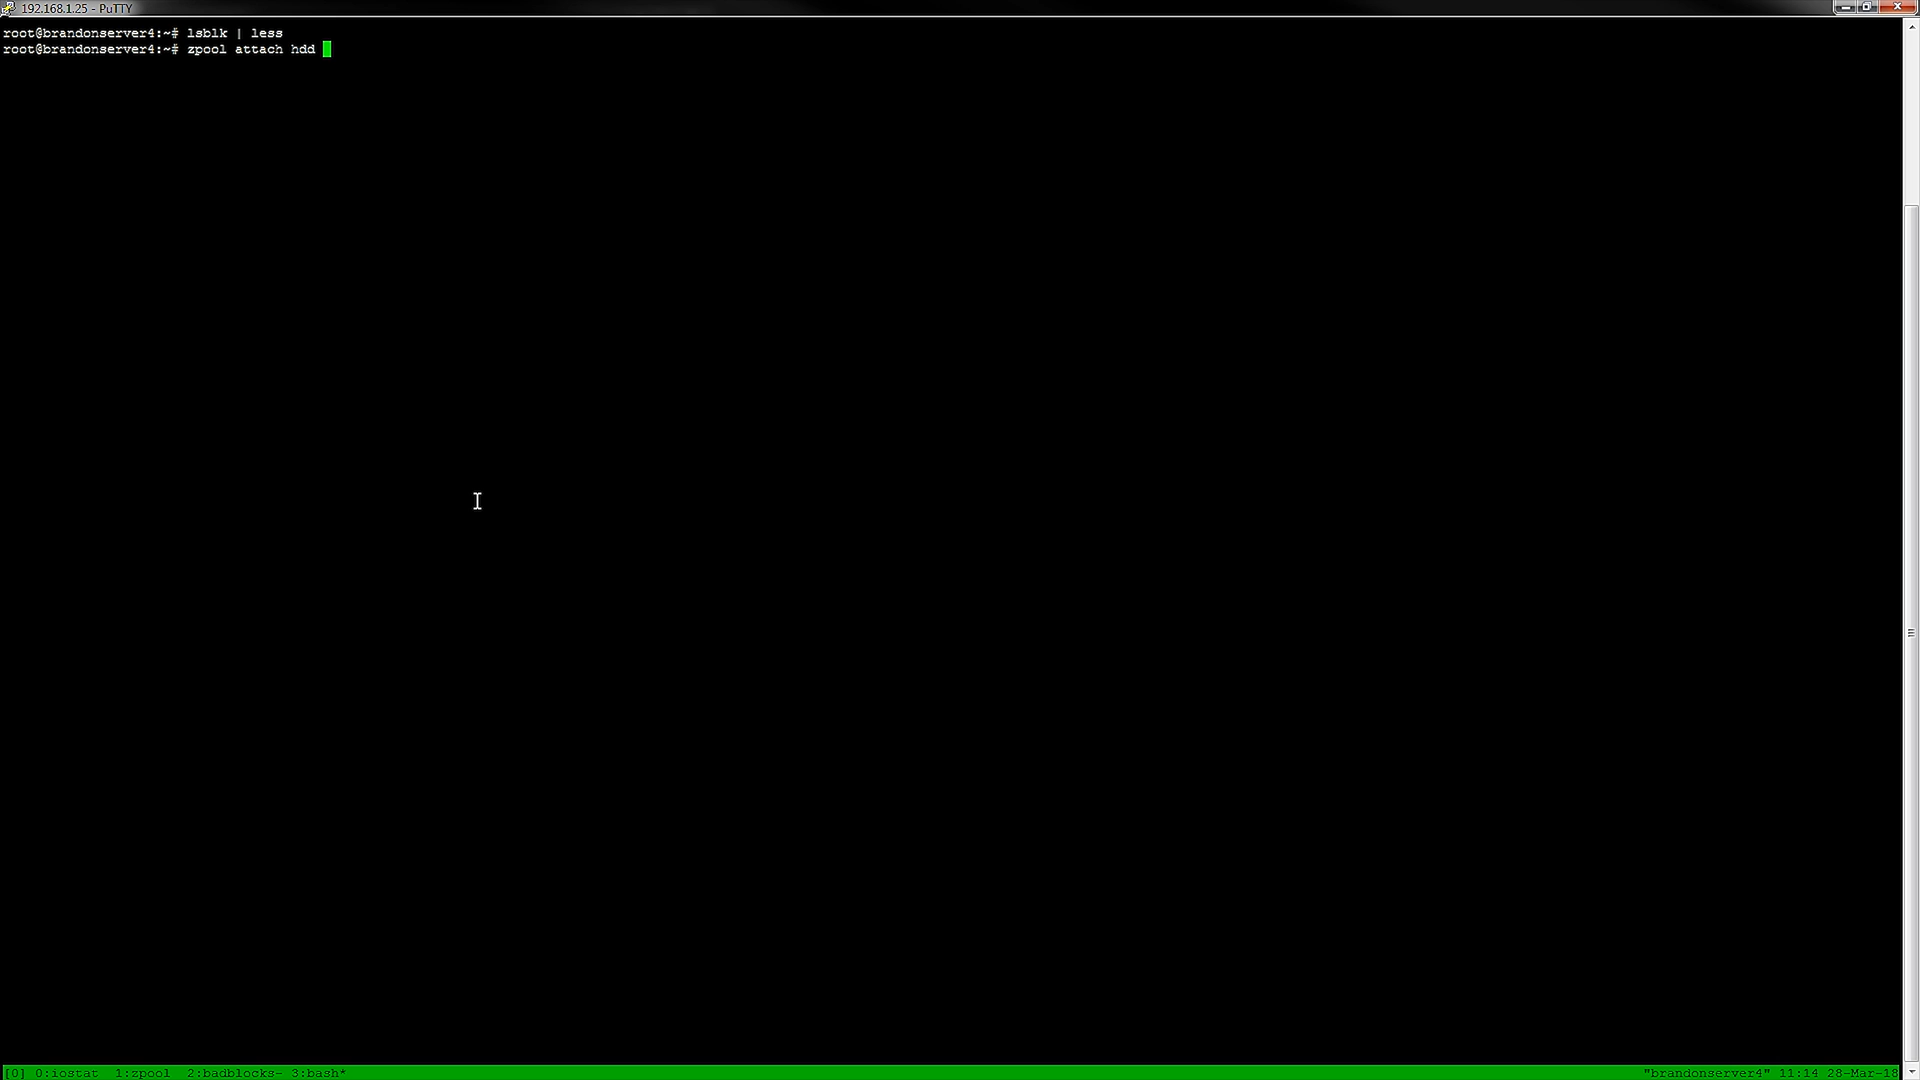 192.168.1.25 - PuTTY
root@brandonserver4:~# lsblk | less
root@brandonserver4:~# zpool attach hdd
[0] 0:iostat  1:zpool  2:badblocks- 3:bash*
"brandonserver4" 11:14 28-Mar-18